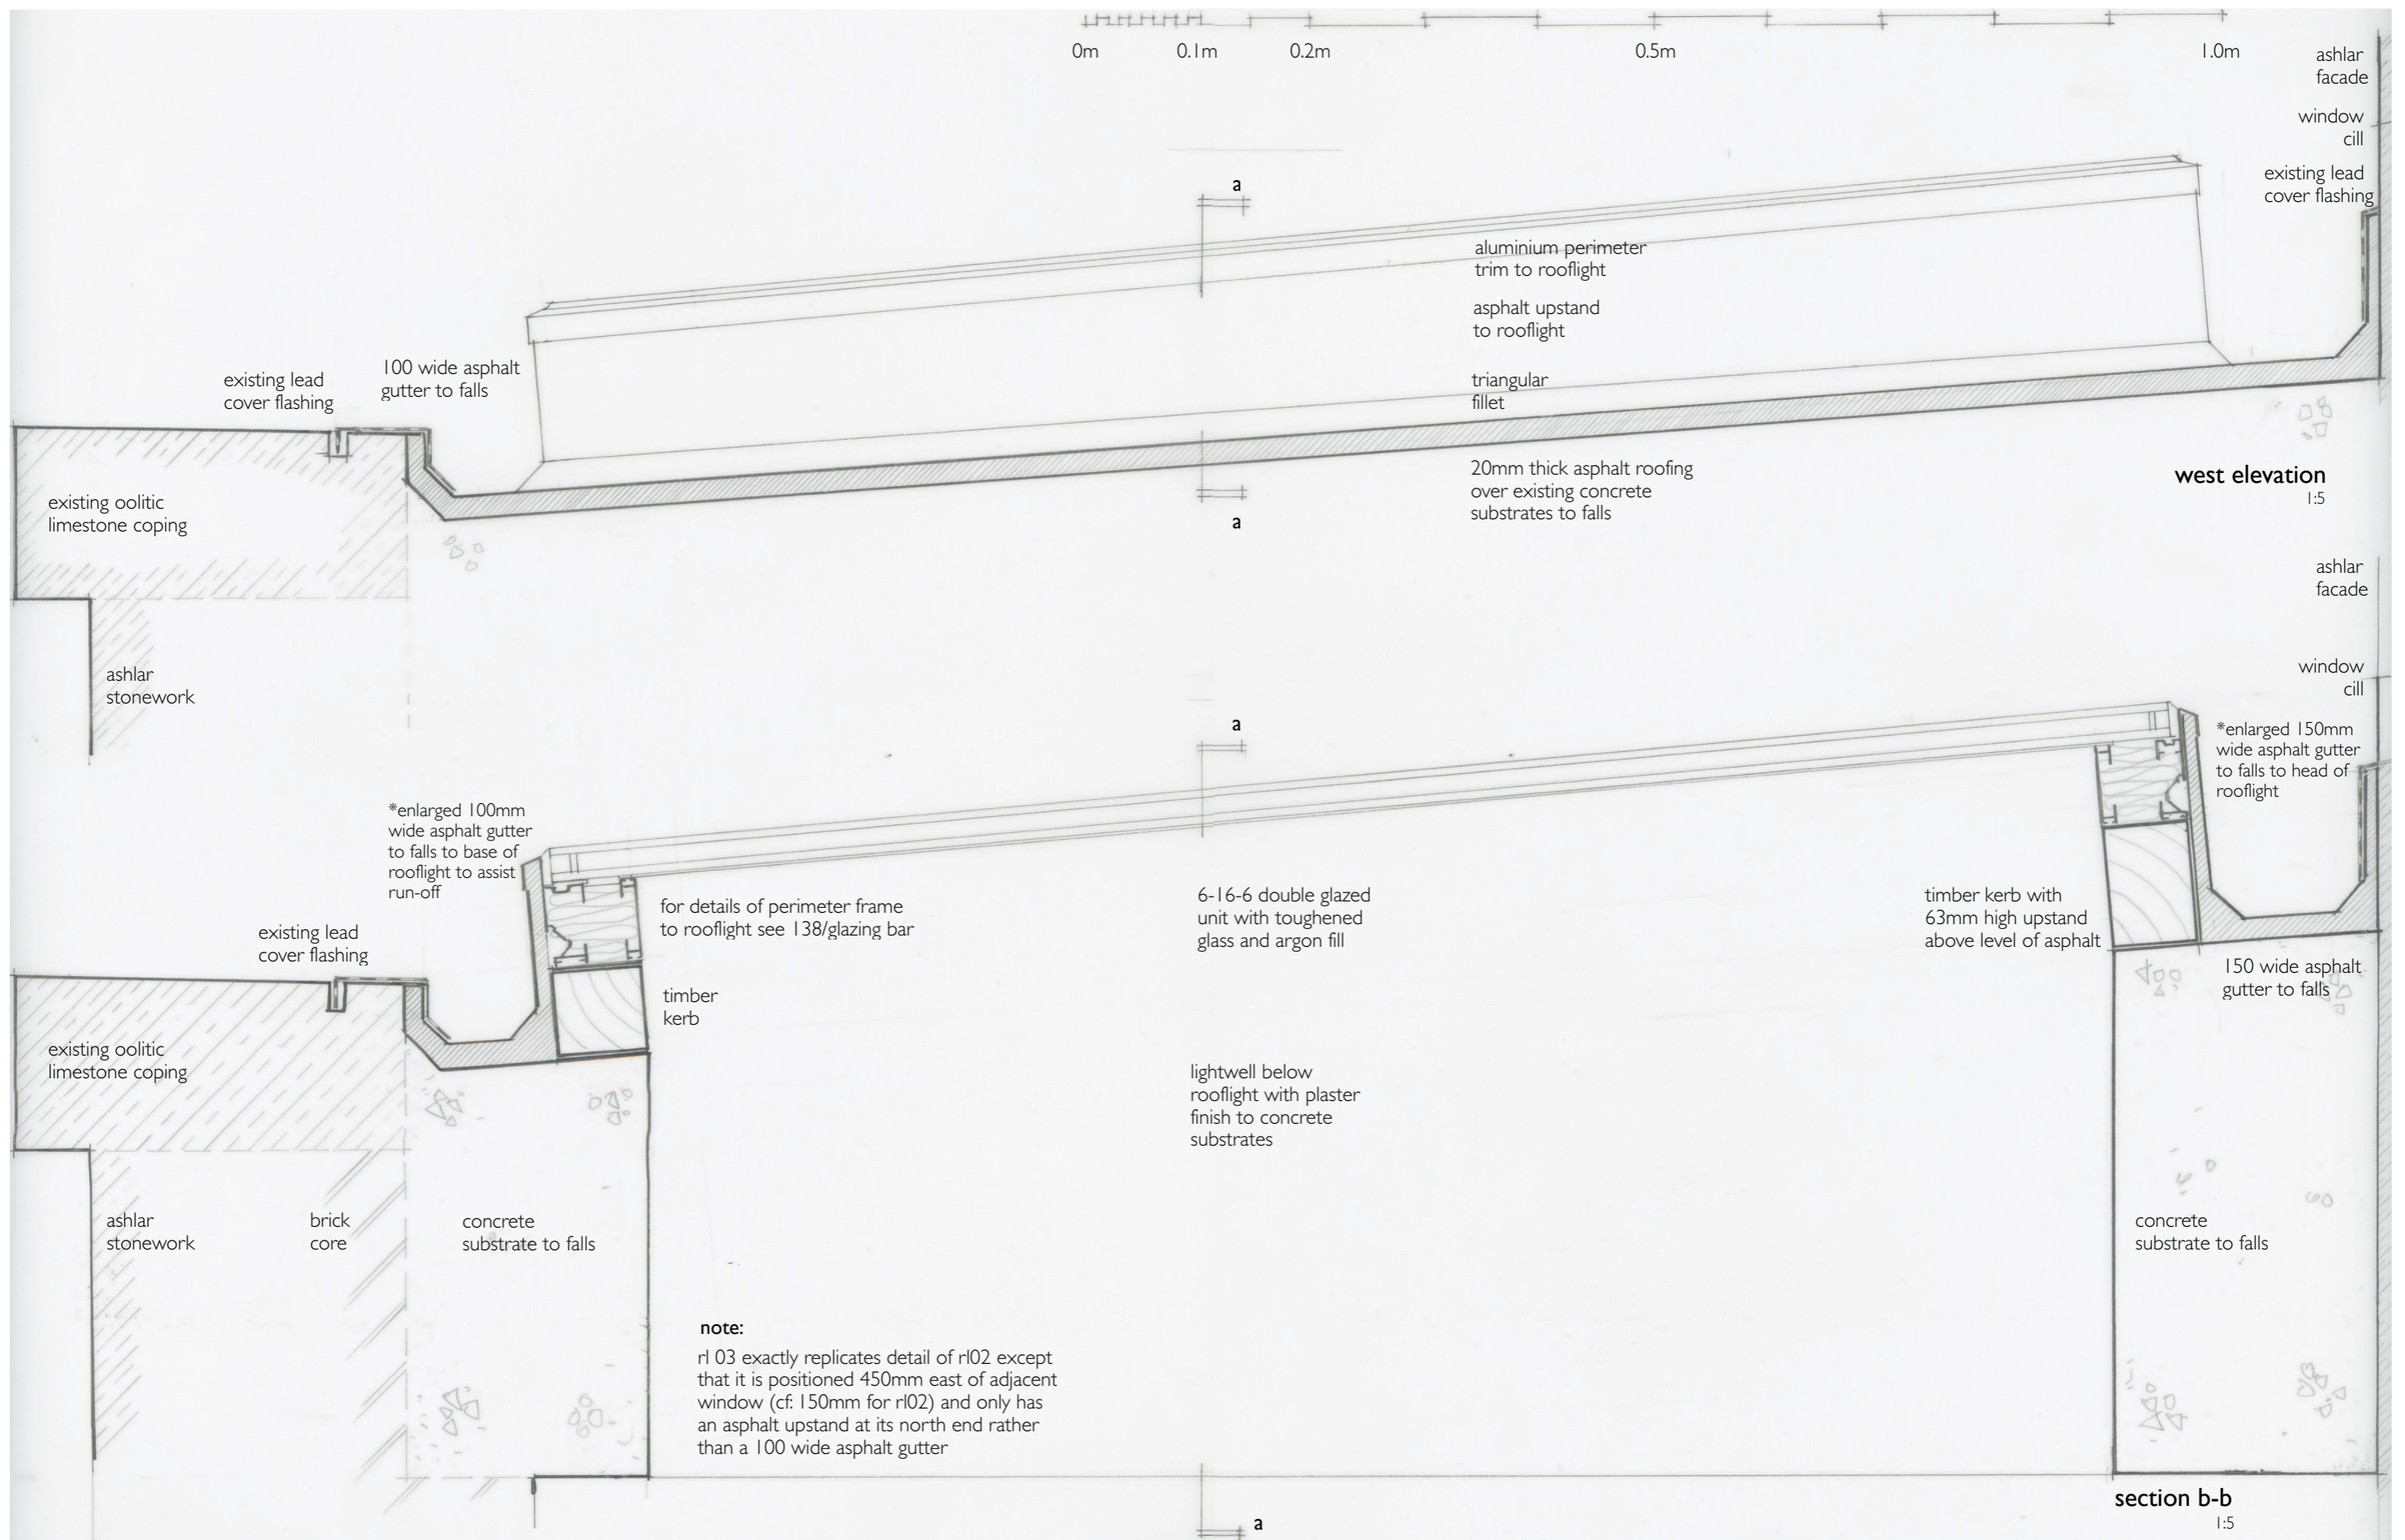 0m
0.1m
0.2m
0.5m
1.0m
ashlar
facade
window
cill
existing lead
cover flashing
a
aluminium perimeter
trim to rooflight
asphalt upstand
to rooflight
triangular
fillet
existing lead
cover flashing
100 wide asphalt
gutter to falls
existing oolitic
limestone coping
20mm thick asphalt roofing
over existing concrete
substrates to falls
a
west elevation
1:5
ashlar
stonework
ashlar
facade
window
cill
a
*enlarged 150mm
wide asphalt gutter
to falls to head of
rooflight
*enlarged 100mm
wide asphalt gutter
to falls to base of
rooflight to assist
run-off
for details of perimeter frame
to rooflight see 138/glazing bar
6-16-6 double glazed
unit with toughened
glass and argon fill
timber kerb with
63mm high upstand
above level of asphalt
existing lead
cover flashing
150 wide asphalt
gutter to falls
timber
kerb
existing oolitic
limestone coping
lightwell below
rooflight with plaster
finish to concrete
substrates
ashlar
stonework
brick
core
concrete
substrate to falls
concrete
substrate to falls
note:
rl 03 exactly replicates detail of rl02 except
that it is positioned 450mm east of adjacent
window (cf: 150mm for rl02) and only has
an asphalt upstand at its north end rather
than a 100 wide asphalt gutter
section b-b
1:5
a